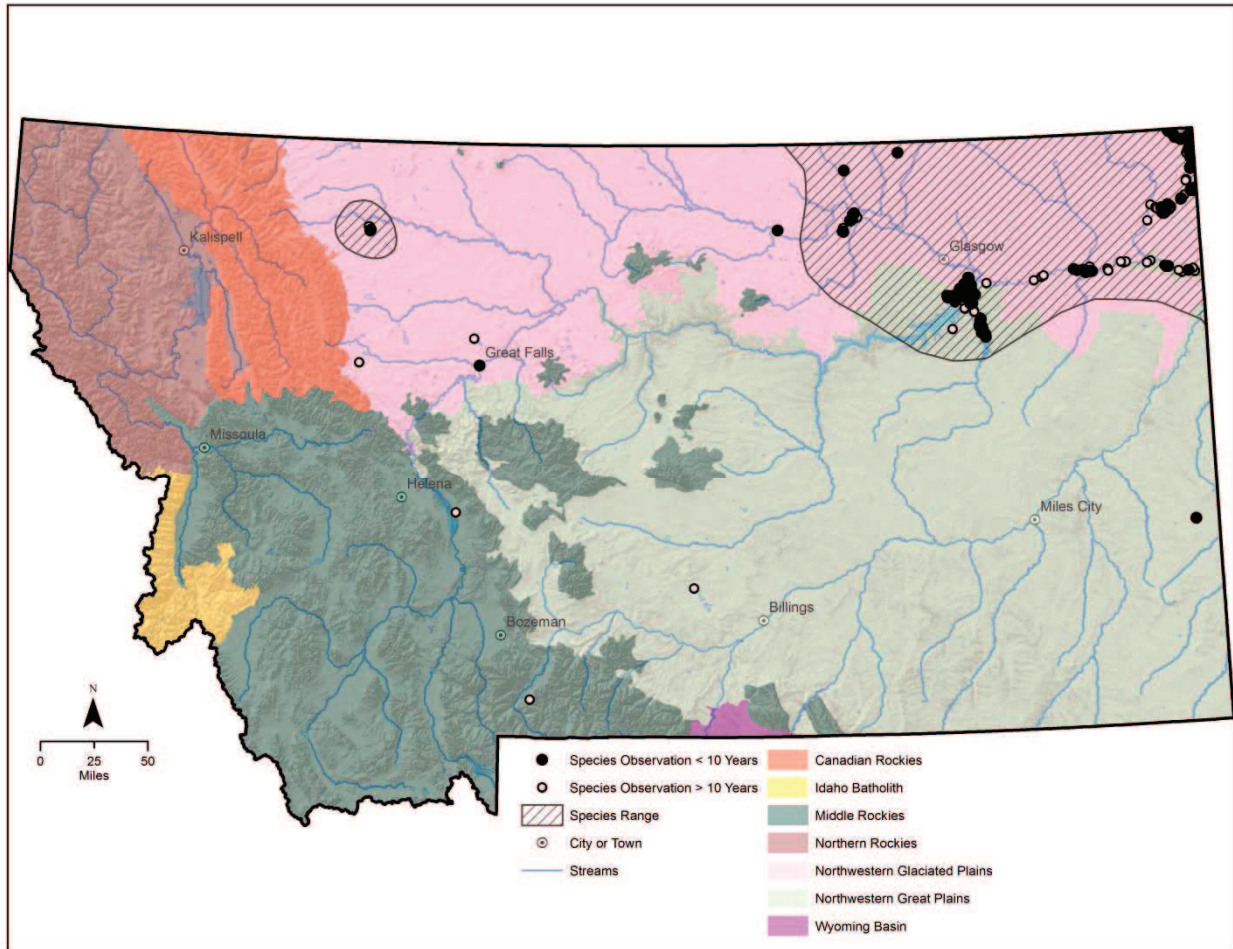 Kalispell
Glasgow
Great Falls
Missoula
Helena
Miles City
Billings
Bozeman
N
0 25 50
Miles
Species Observation < 10 Years
Species Observation > 10 Years
Species Range
City or Town
Streams
Canadian Rockies
Idaho Batholith
Middle Rockies
Northern Rockies
Northwestern Glaciated Plains
Northwestern Great Plains
Wyoming Basin